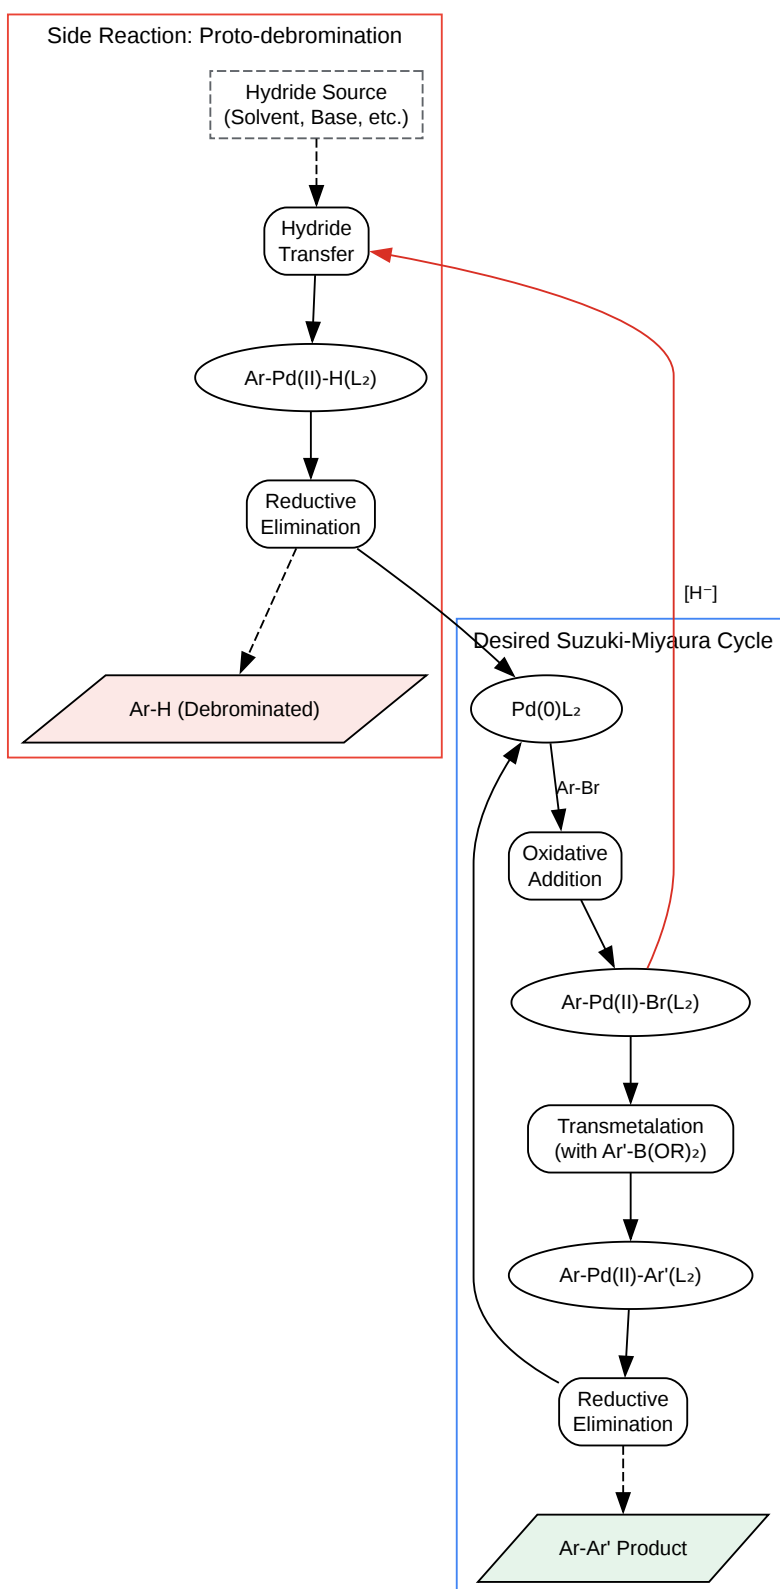 Side Reaction: Proto-debromination
Hydride Source
(Solvent, Base, etc.)
Hydride
Transfer
Ar-Pd(II)-H(L₂)
Reductive
Elimination
Ar-H (Debrominated)
[H⁻]
Desired Suzuki-Miyaura Cycle
Pd(0)L₂
Ar-Br
Oxidative
Addition
Ar-Pd(II)-Br(L₂)
Transmetalation
(with Ar'-B(OR)₂)
Ar-Pd(II)-Ar'(L₂)
Reductive
Elimination
Ar-Ar' Product